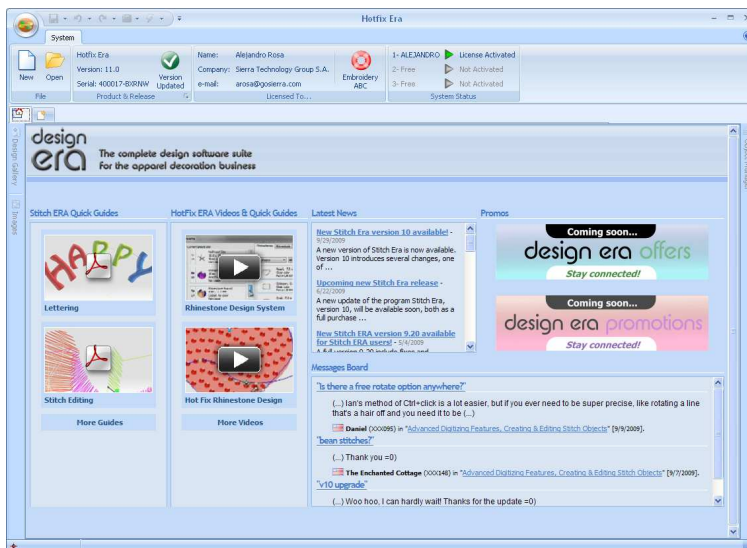 Hotfix Era
System
New
Open
File
Hotfix Era
Version: 11.0
Serial: 400017-BXRNW
Version
Updated
Product & Release
Name: Alejandro Rosa
Company: Sierra Technology Group S.A.
e-mail: arosa@gosierra.com
Embroidery
ABC
Licensed To...
1- ALEJANDRO License Activated
2- Free Not Activated
3- Free Not Activated
System Status
Design Gallery
Images
design
era
The complete design software suite
for the apparel decoration business
Stitch ERA Quick Guides
HAPPY
Lettering
Stitch Editing
More Guides
HotFix ERA Videos & Quick Guides
Rhinestone Design System
Hot Fix Rhinestone Design
More Videos
Latest News
New Stitch Era version 10 available! -
9/29/2009
A new version of Stitch Era is now available.
Version 10 introduces several changes, one
of ...
Upcoming new Stitch Era release -
6/22/2009
A new update of the program Stitch Era,
version 10, will be available soon, both as a
full purchase ...
New Stitch ERA version 9.20 available
for Stitch ERA users! - 5/4/2009
A full version 9.20 include fixes and
Promos
Coming soon...
design era offers
Stay connected!
Coming soon...
design era promotions
Stay connected!
Messages Board
"Is there a free rotate option anywhere?"
(...) Ian's method of Ctrl+click is a lot easier, but if you ever need to be super precise, like rotating a line
that's a hair off and you need it to be (...)
Daniel (XXX095) in "Advanced Digitizing Features, Creating & Editing Stitch Objects" [9/9/2009].
"bean stitches?"
(...) Thank you =0)
The Enchanted Cottage (XXX148) in "Advanced Digitizing Features, Creating & Editing Stitch Objects" [9/7/2009].
"v10 upgrade"
(...) Woo hoo, I can hardly wait! Thanks for the update =0)